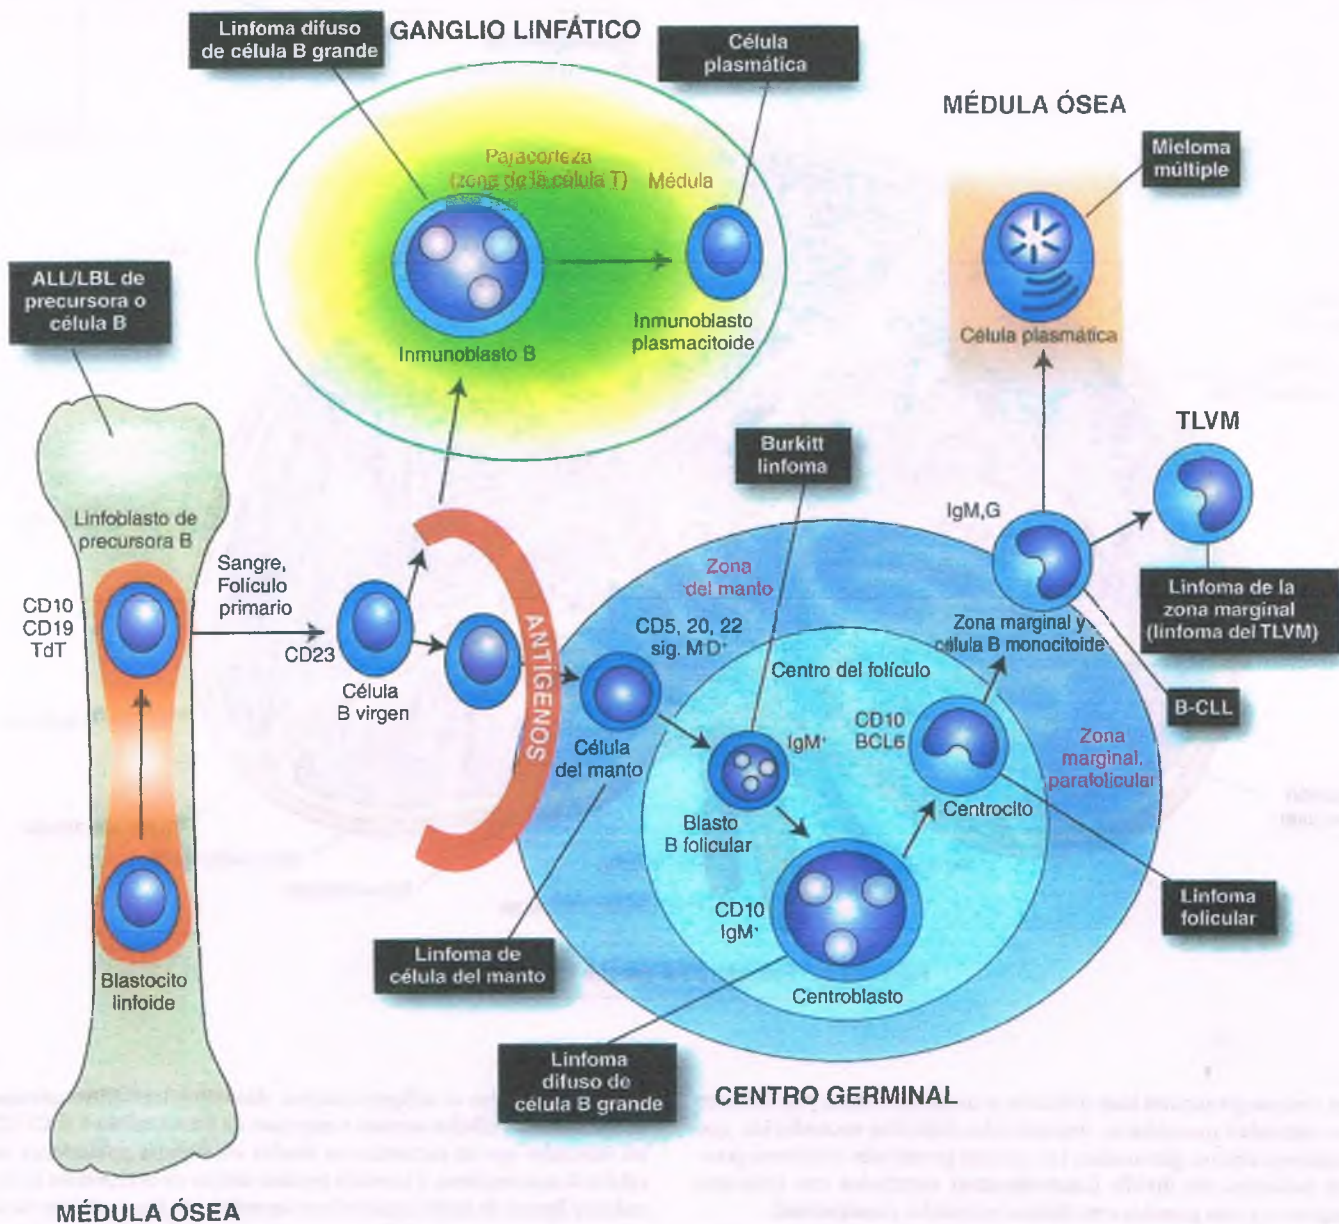 Linfoma difuso
de célula B grande
GANGLIO LINFÁTICO
Célula
plasmática
MÉDULA ÓSEA
Mieloma
múltiple
Paracorteza
(zona de la célula T)
Médula
ALL/LBL de
precursora o
célula B
Inmunoblasto B
Inmunoblasto
plasmacitoide
Célula plasmática
TLVM
Burkitt
linfoma
IgM,G
Linfoblasto de
precursora B
CD10
CD19
TdT
Sangre,
Folículo
primario
CD23
Célula
B virgen
ANTÍGENOS
Zona
del manto
CD5, 20, 22
Célula
del manto
Centro del folículo
Zona marginal y
célula B monocitoide
Linfoma de la
zona marginal
(linfoma del TLVM)
B-CLL
IgM⁺
CD10
BCL6
Zona
marginal,
parafolicular
Blasto
B folicular
Centrocito
CD10
IgM⁺
Centroblasto
Linfoma
folicular
Linfoma de
célula del manto
Blastocito
linfoide
Linfoma
difuso de
célula B grande
CENTRO GERMINAL
MÉDULA ÓSEA